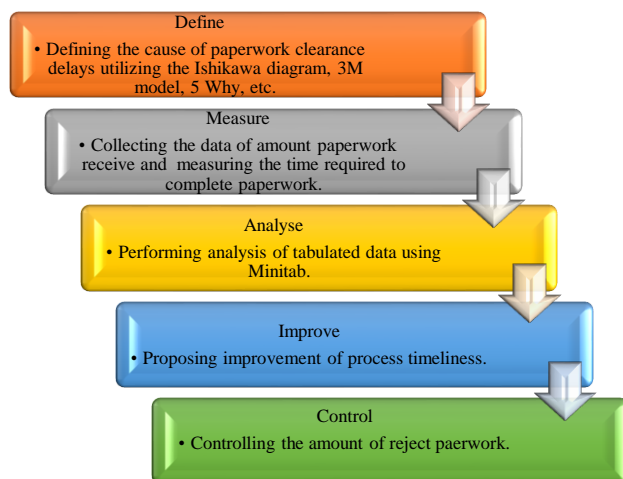 Define
• Defining the cause of paperwork clearance
delays utilizing the Ishikawa diagram, 3M
model, 5 Why, etc.
Measure
• Collecting the data of amount paperwork
receive and measuring the time required to
complete paperwork.
Analyse
• Performing analysis of tabulated data using
Minitab.
Improve
• Proposing improvement of process timeliness.
Control
• Controlling the amount of reject paerwork.